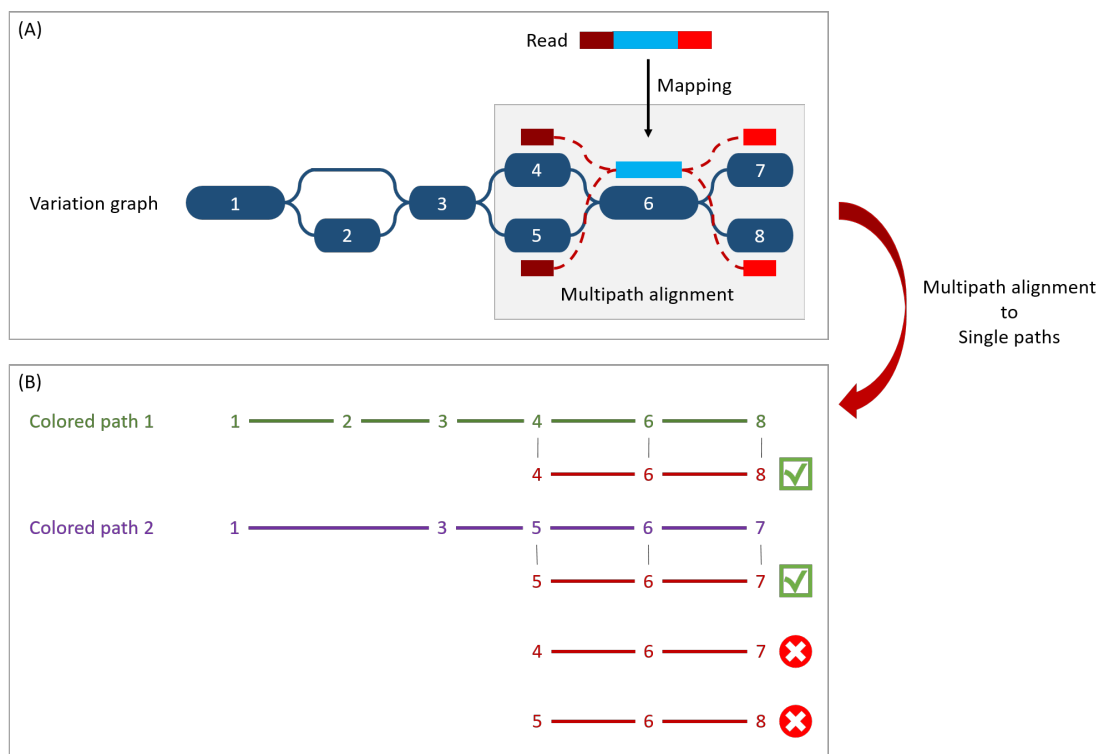 (A)
Read
Mapping
4 7
Variation graph 1 3 6
2 5 8
Multipath alignment
Multipath alignment
to
Single paths
(B)
Colored path 1 1 2 3 4 6 8
4 6 8
Colored path 2 1 3 5 6 7
5 6 7
4 6 7
5 6 8